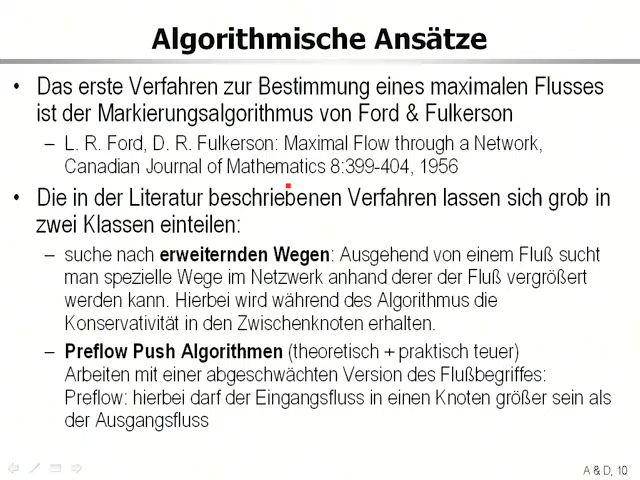 Algorithmische Ansätze
• Das erste Verfahren zur Bestimmung eines maximalen Flusses
ist der Markierungsalgorithmus von Ford & Fulkerson
– L. R. Ford, D. R. Fulkerson: Maximal Flow through a Network,
Canadian Journal of Mathematics 8:399-404, 1956
• Die in der Literatur beschriebenen Verfahren lassen sich grob in
zwei Klassen einteilen:
– suche nach erweiternden Wegen: Ausgehend von einem Fluß sucht
man spezielle Wege im Netzwerk anhand derer der Fluß vergrößert
werden kann. Hierbei wird während des Algorithmus die
Konservativität in den Zwischenknoten erhalten.
– Preflow Push Algorithmen (theoretisch + praktisch teuer)
Arbeiten mit einer abgeschwächten Version des Flußbegriffes:
Preflow: hierbei darf der Eingangsfluss in einen Knoten größer sein als
der Ausgangsfluss
A & D, 10